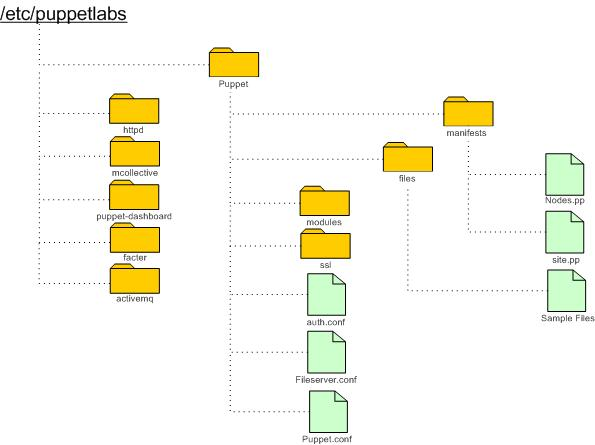 /etc/puppetlabs
Puppet
httpd
manifests
mcollective
files
puppet-dashboard
modules
Nodes.pp
facter
ssi
site.pp
activemq
auth.conf
Sample Files
Fileserver.conf
Puppet.conf